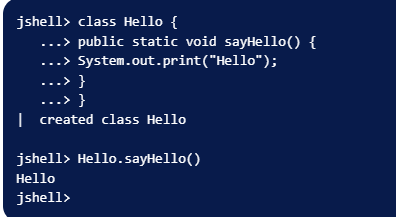 jshell> class Hello {
   ...> public static void sayHello() {
   ...> System.out.print("Hello");
   ...> }
   ...> }
|  created class Hello

jshell> Hello.sayHello()
Hello
jshell>